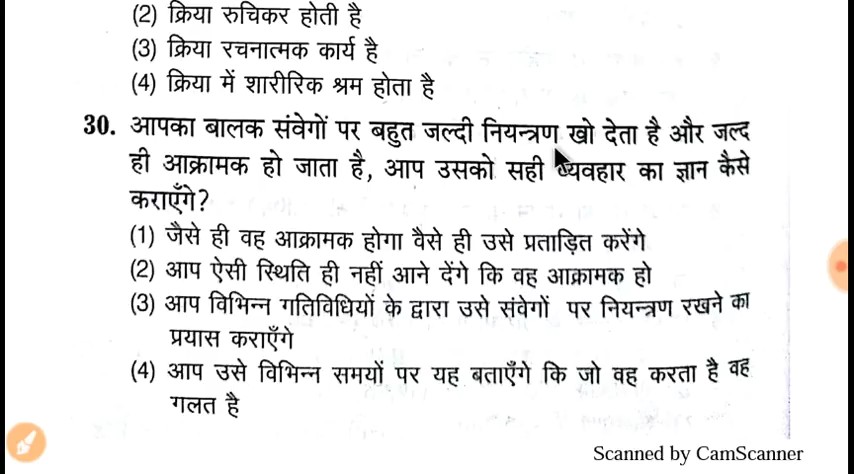 (2) क्रिया रुचिकर होती है
(3) क्रिया रचनात्मक कार्य है
(4) क्रिया में शारीरिक श्रम होता है
30. आपका बालक संवेगों पर बहुत जल्दी नियन्त्रण खो देता है और जल्द
ही आक्रामक हो जाता है, आप उसको सही व्यवहार का ज्ञान कैसे
कराएँगे?
(1) जैसे ही वह आक्रामक होगा वैसे ही उसे प्रताड़ित करेंगे
(2) आप ऐसी स्थिति ही नहीं आने देंगे कि वह आक्रामक हो
(3) आप विभिन्न गतिविधियों के द्वारा उसे संवेगों पर नियन्त्रण रखने का
प्रयास कराएँगे
(4) आप उसे विभिन्न समयों पर यह बताएँगे कि जो वह करता है वह
गलत है
Scanned by CamScanner